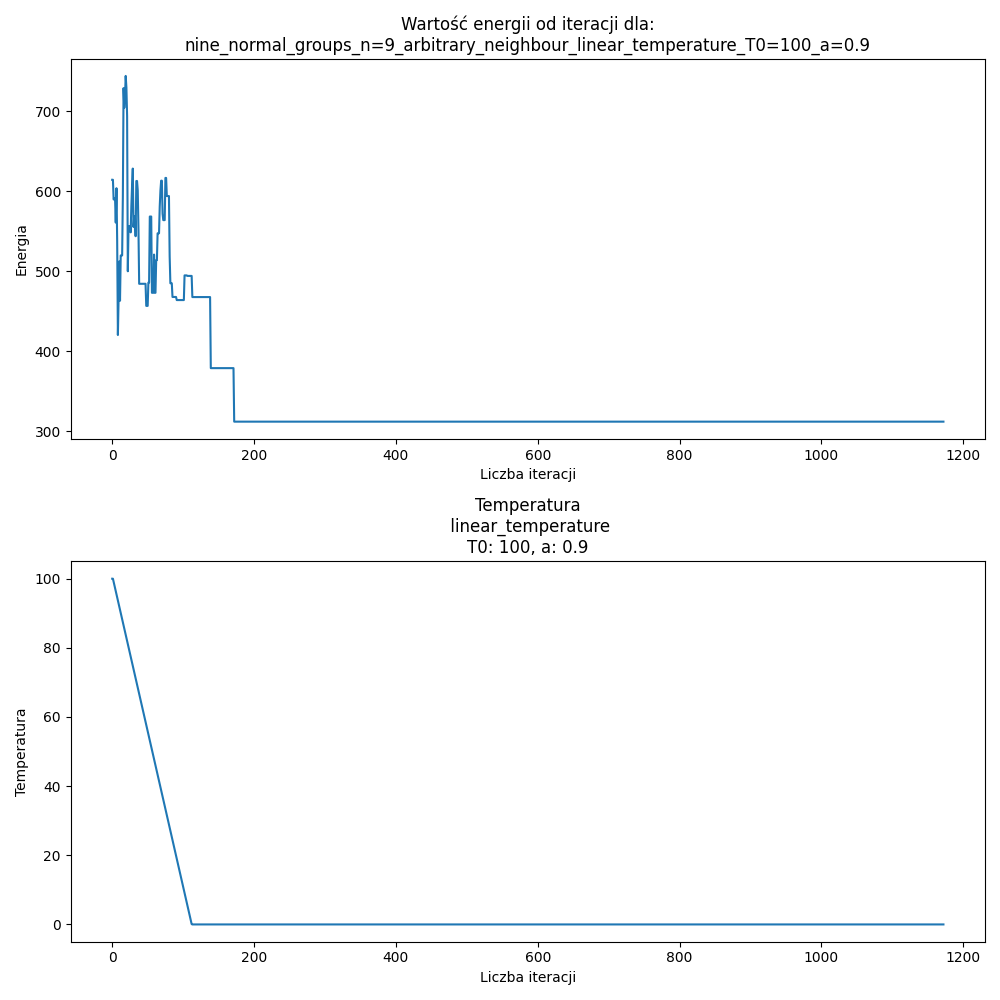 Wartość energii od iteracji dla:
nine_normal_groups_n=9_arbitrary_neighbour_linear_temperature_T0=100_a=0.9
700
600
500
400
300
Energia
0 200 400 600 800 1000 1200
Liczba iteracji
Temperatura
linear_temperature
T0: 100, a: 0.9
100
80
60
40
20
0
Temperatura
0 200 400 600 800 1000 1200
Liczba iteracji